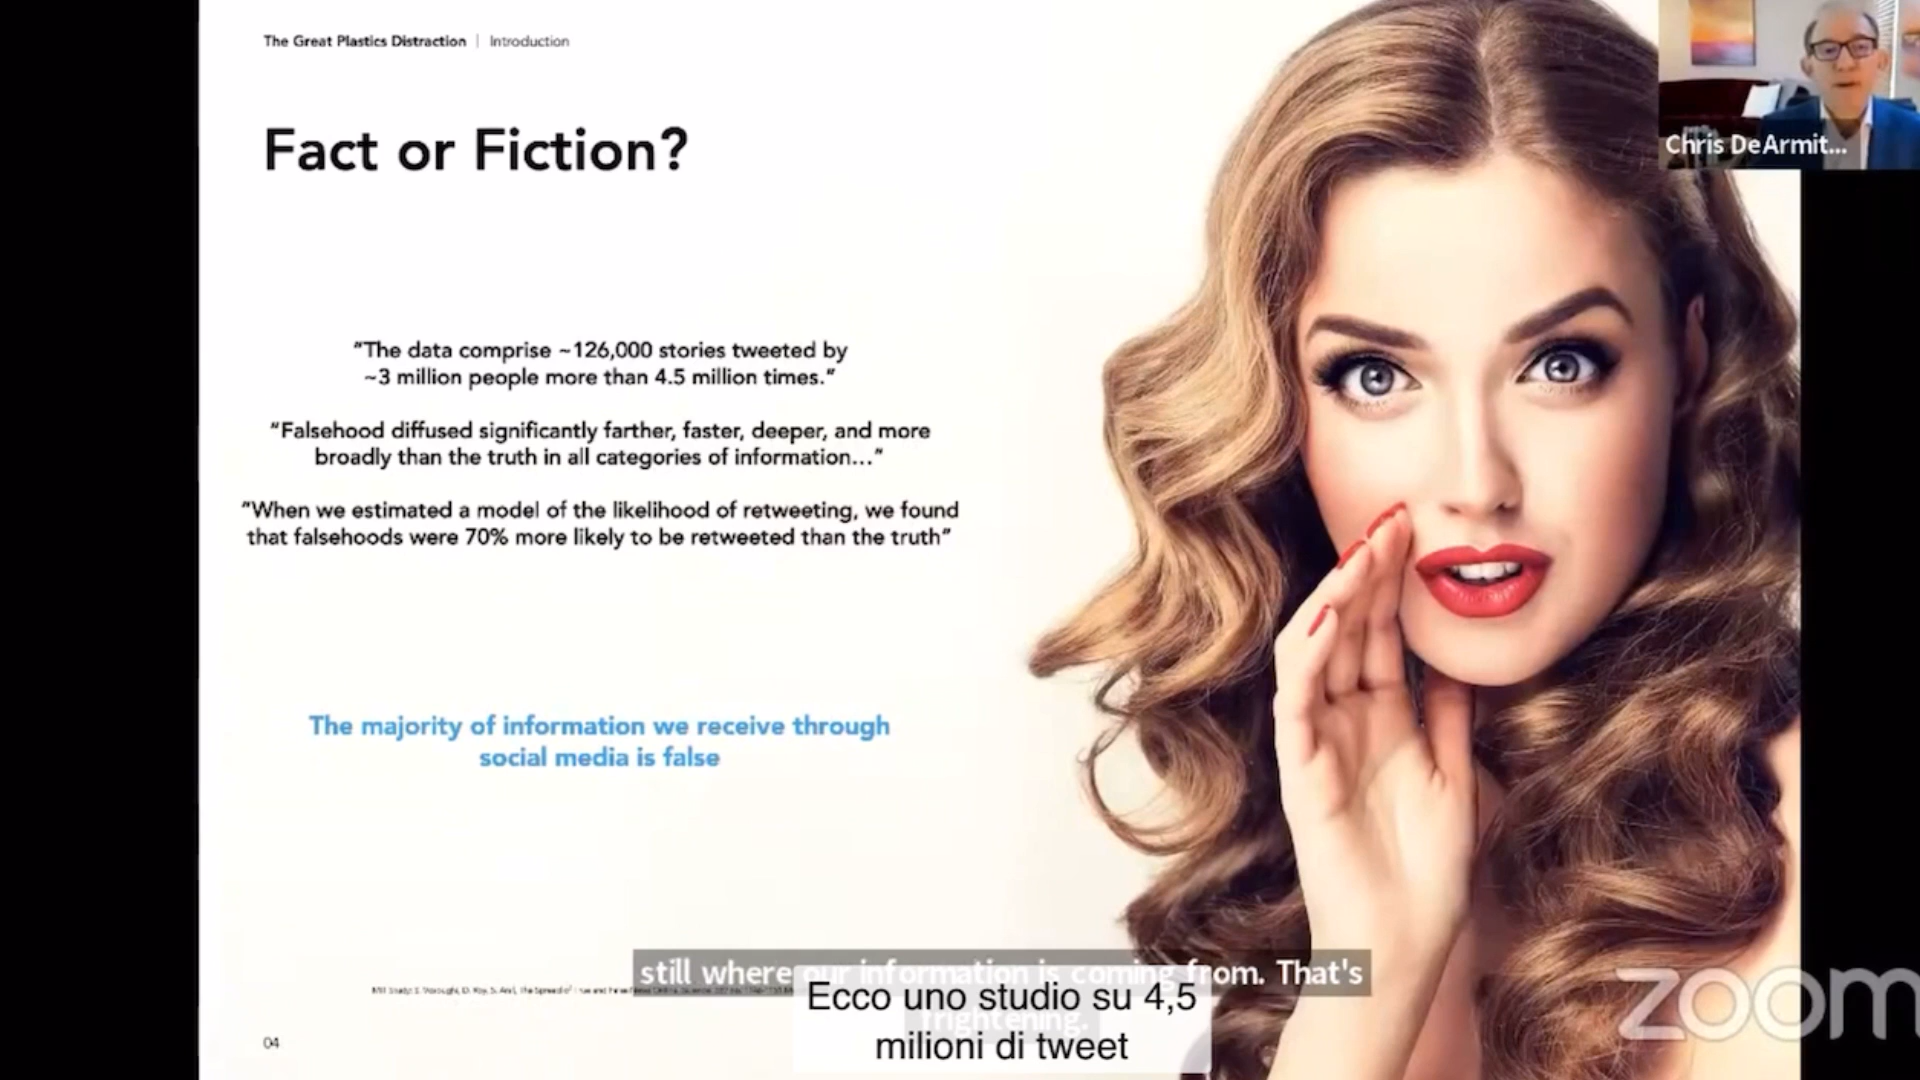 The Great Plastics Distraction | Introduction
Fact or Fiction?
"The data comprise ~126,000 stories tweeted by
~3 million people more than 4.5 million times."
"Falsehood diffused significantly farther, faster, deeper, and more
broadly than the truth in all categories of information..."
"When we estimated a model of the likelihood of retweeting, we found
that falsehoods were 70% more likely to be retweeted than the truth"
The majority of information we receive through
social media is false
Chris DeArmit...
still where our information is coming from. That's
frightening.
Ecco uno studio su 4,5
milioni di tweet
04
zoom